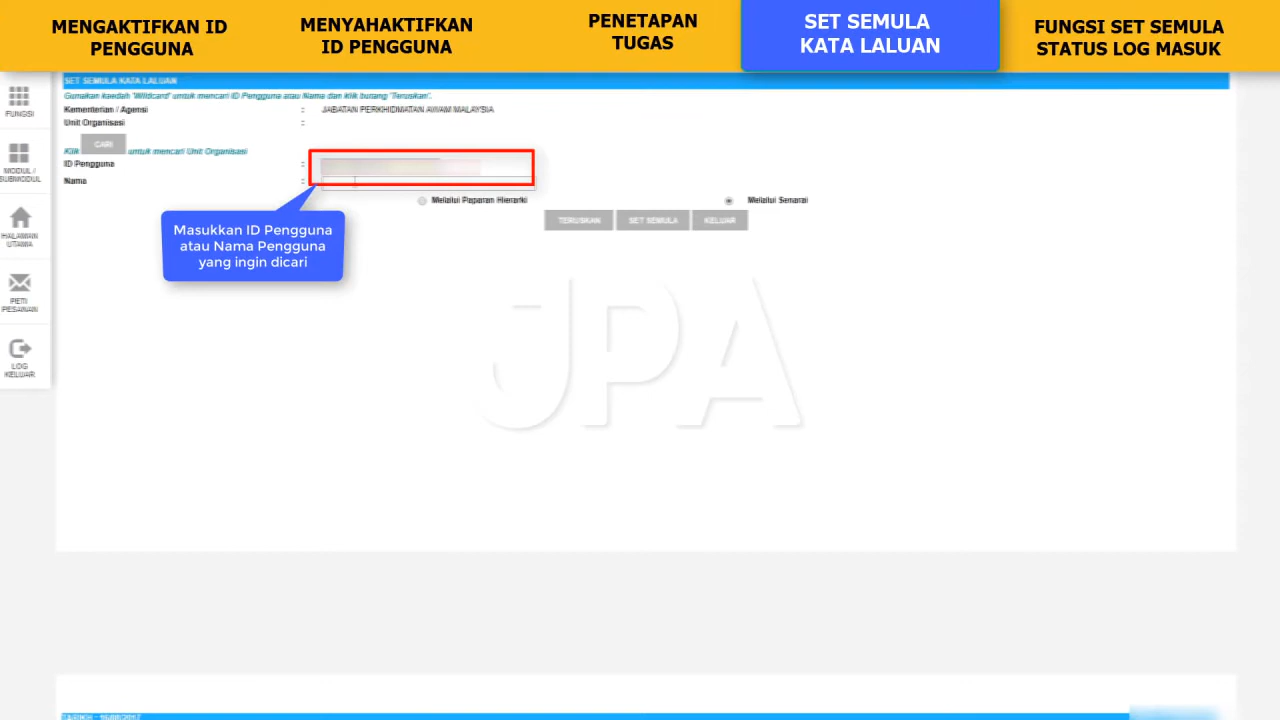 MENGAKTIFKAN ID
PENGGUNA
MENYAHAKTIFKAN
ID PENGGUNA
PENETAPAN
TUGAS
SET SEMULA
KATA LALUAN
FUNGSI SET SEMULA
STATUS LOG MASUK
SET SEMULA KATA LALUAN
Gunakan kaedah 'Wildcard' untuk mencari ID Pengguna atau Nama dan Klik butang 'Teruskan'.
Kementerian / Agensi : JABATAN PERKHIDMATAN AWAM MALAYSIA
Unit Organisasi :
Klik CARI untuk mencari Unit Organisasi
ID Pengguna :
Nama :
Melalui Paparan Hierarki
Melalui Senarai
TERUSKAN SET SEMULA KELUAR
Masukkan ID Pengguna
atau Nama Pengguna
yang ingin dicari
FUNGSI
MODUL /
SUBMODUL
HALAMAN
UTAMA
PETI
PESANAN
LOG
KELUAR
JPA